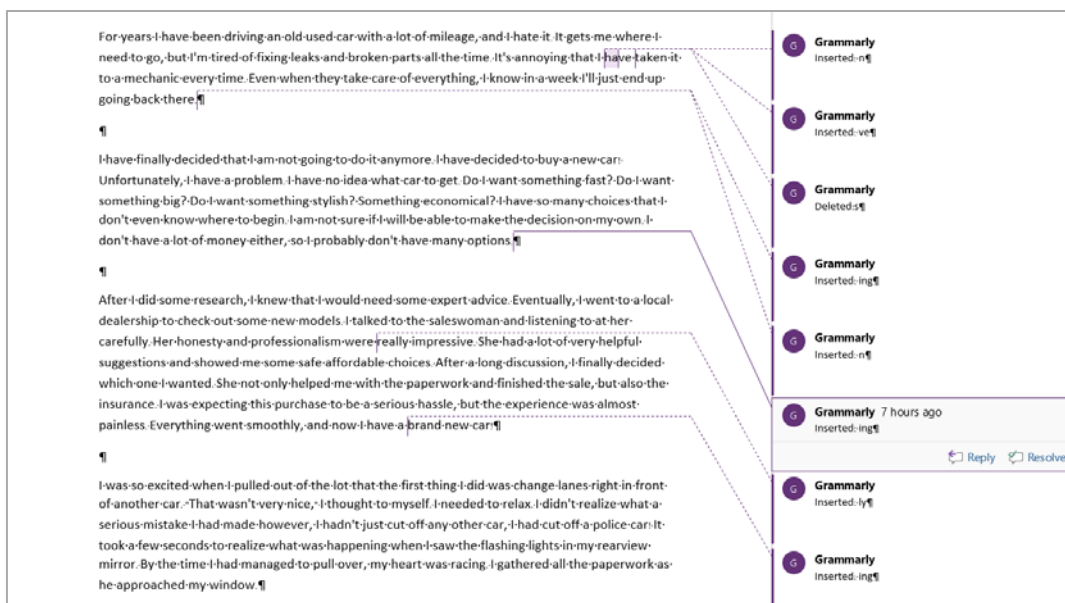 For years I have been driving an old used car with a lot of mileage, and I hate it. It gets me where I
need to go, but I'm tired of fixing leaks and broken parts all the time. It's annoying that I have taken it
to a mechanic every time. Even when they take care of everything, I know in a week I'll just end up
going back there.¶
¶
I have finally decided that I am not going to do it anymore. I have decided to buy a new car!
Unfortunately, I have a problem. I have no idea what car to get. Do I want something fast? Do I want
something big? Do I want something stylish? Something economical? I have so many choices that I
don't even know where to begin. I am not sure if I will be able to make the decision on my own. I
don't have a lot of money either, so I probably don't have many options.¶
¶
After I did some research, I knew that I would need some expert advice. Eventually, I went to a local
dealership to check out some new models. I talked to the saleswoman and listening to at her
carefully. Her honesty and professionalism were really impressive. She had a lot of very helpful
suggestions and showed me some safe affordable choices. After a long discussion, I finally decided
which one I wanted. She not only helped me with the paperwork and finished the sale, but also the
insurance. I was expecting this purchase to be a serious hassle, but the experience was almost
painless. Everything went smoothly, and now I have a brand new car!¶
¶
I was so excited when I pulled out of the lot that the first thing I did was change lanes right in front
of another car. "That wasn't very nice," I thought to myself. I needed to relax. I didn't realize what a
serious mistake I had made however, I hadn't just cut off any other car, I had cut off a police car! It
took a few seconds to realize what was happening when I saw the flashing lights in my rearview
mirror. By the time I had managed to pull over, my heart was racing. I gathered all the paperwork as
he approached my window.¶
G Grammarly
Inserted: n¶
G Grammarly
Inserted: ve¶
G Grammarly
Deleted:s¶
G Grammarly
Inserted: ing¶
G Grammarly
Inserted: n¶
G Grammarly 7 hours ago
Inserted: ing¶
Reply Resolve
G Grammarly
Inserted: ly¶
G Grammarly
Inserted: ing¶